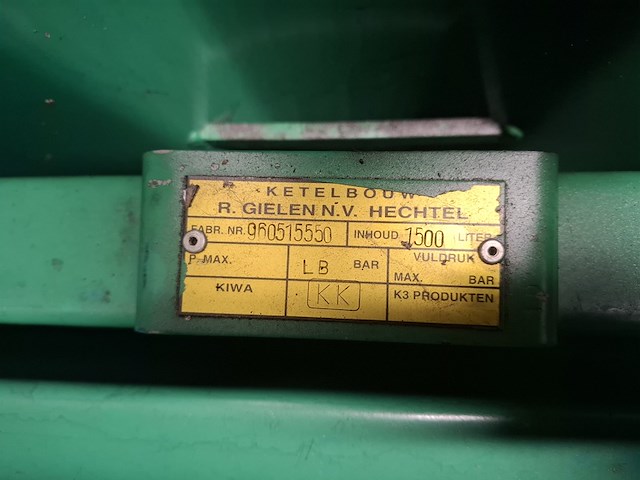 KETELBOUW
R. GIELEN N.V. HECHTEL
FABR. NR. 960515550 INHOUD 1500 LITER
P. MAX. LB BAR VULDRUK
MAX. BAR
KIWA KK K3 PRODUKTEN